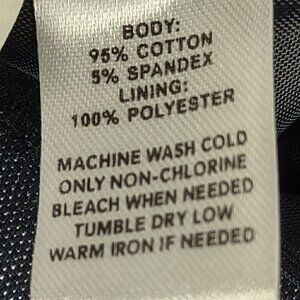 BODY:
95% COTTON
5% SPANDEX
LINING:
100% POLYESTER
MACHINE WASH COLD
ONLY NON-CHLORINE
BLEACH WHEN NEEDED
TUMBLE DRY LOW
WARM IRON IF NEEDED